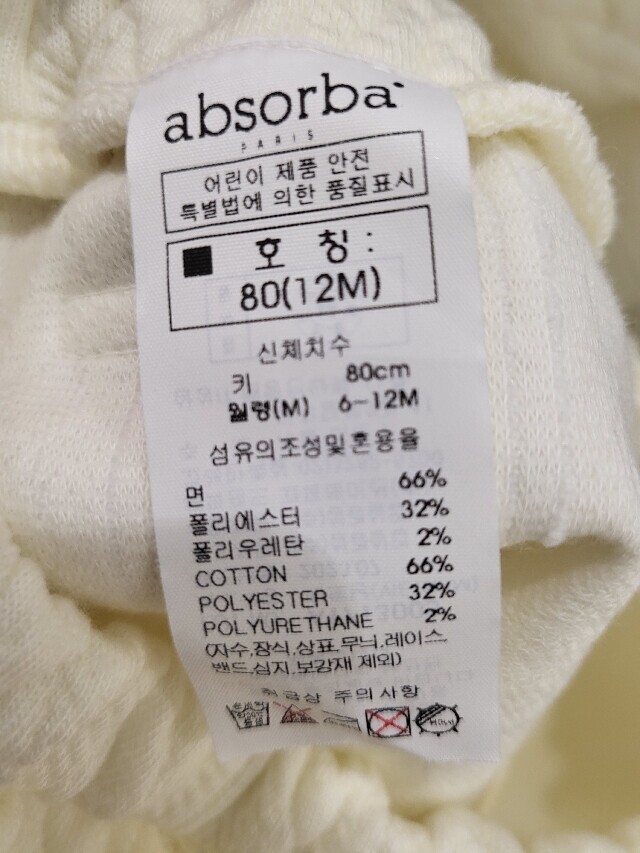 absorba
PARIS
어린이 제품 안전
특별법에 의한 품질표시
호 칭 :
80(12M)
신체치수
키 80cm
월령(M) 6-12M
섬유의조성및혼용율
면 66%
폴리에스터 32%
폴리우레탄 2%
COTTON 66%
POLYESTER 32%
POLYURETHANE 2%
(자수,장식,상표,무늬,레이스,
밴드,심지,보강재 제외)
취급상 주의사항